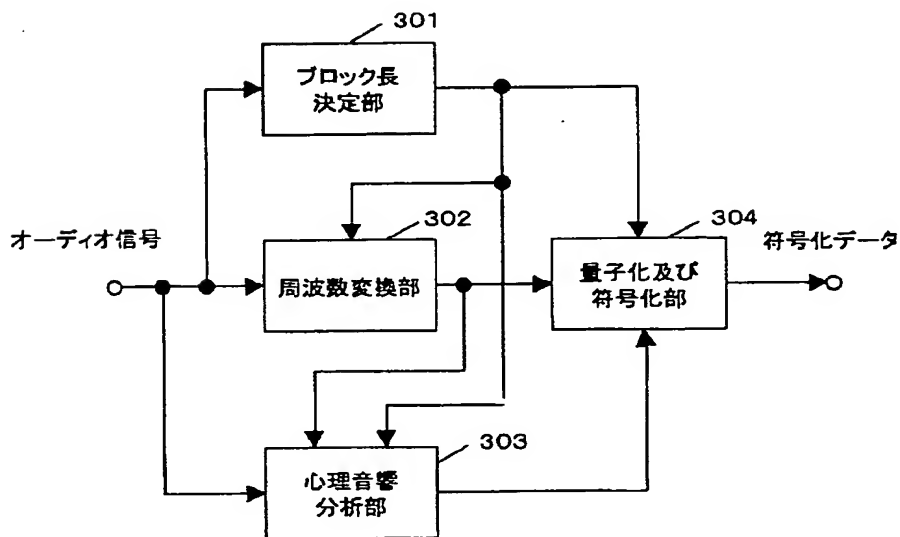 301
ブロック長
決定部
302
304
オーディオ信号
符号化データ
周波数変換部
量子化及び
符号化部
303
心理音響
分析部